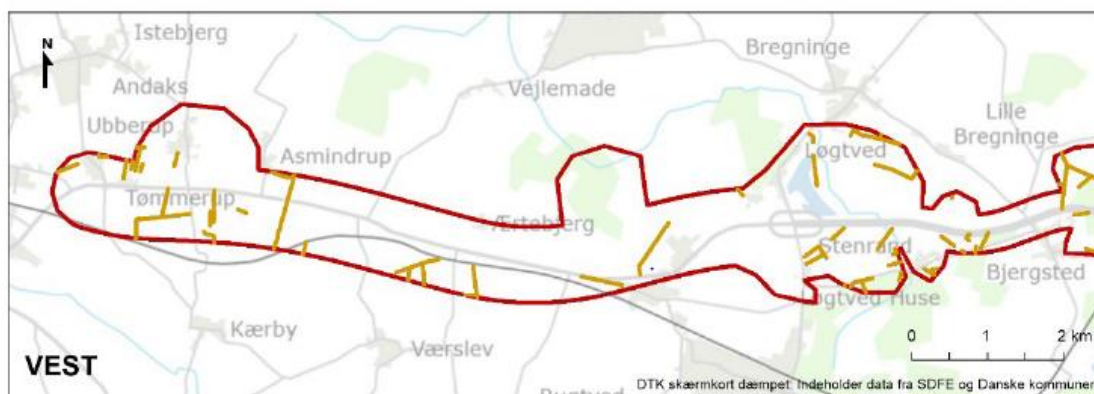 Istebjerg
N
Bregninge
Andaks
Vejlemade
Lille
Bregninge
Ubberup
Asmindrup
Løgtved
Tømmerup
Ærtebjerg
Stenrand
Bjergsted
Løgtved Huse
Kærby
0 1 2 km
Værslev
VEST
DTK skærmkort dæmpet: Indeholder data fra SDFE og Danske kommuner